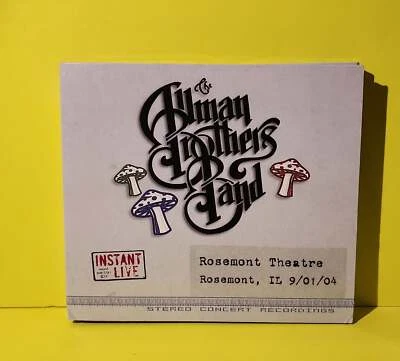 The
Allman
Brothers
Band
INSTANT
LIVE
Rosemont Theatre
Rosemont, IL 9/01/04
STEREO CONCERT RECORDINGS